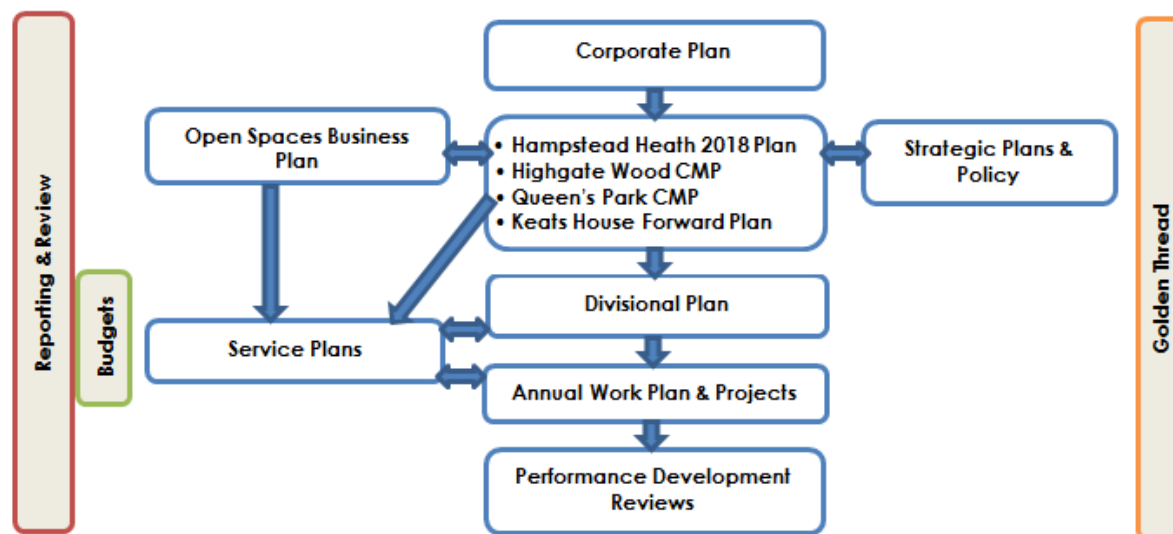 Reporting & Review
Budgets
Corporate Plan
Open Spaces Business
Plan
• Hampstead Heath 2018 Plan
• Highgate Wood CMP
• Queen's Park CMP
• Keats House Forward Plan
Strategic Plans &
Policy
Divisional Plan
Service Plans
Annual Work Plan & Projects
Performance Development
Reviews
Golden Thread